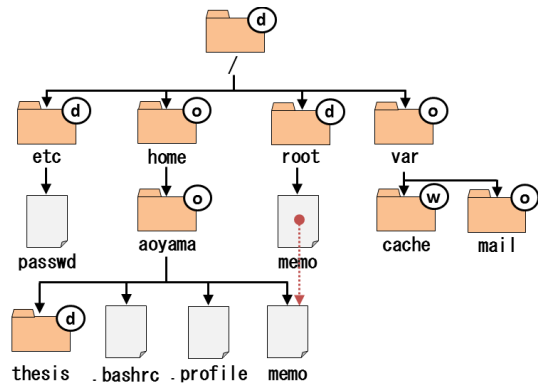 d
/
d o d o
etc home root var
o w o
passwd aoyama memo cache mail
d
thesis .bashrc .profile memo